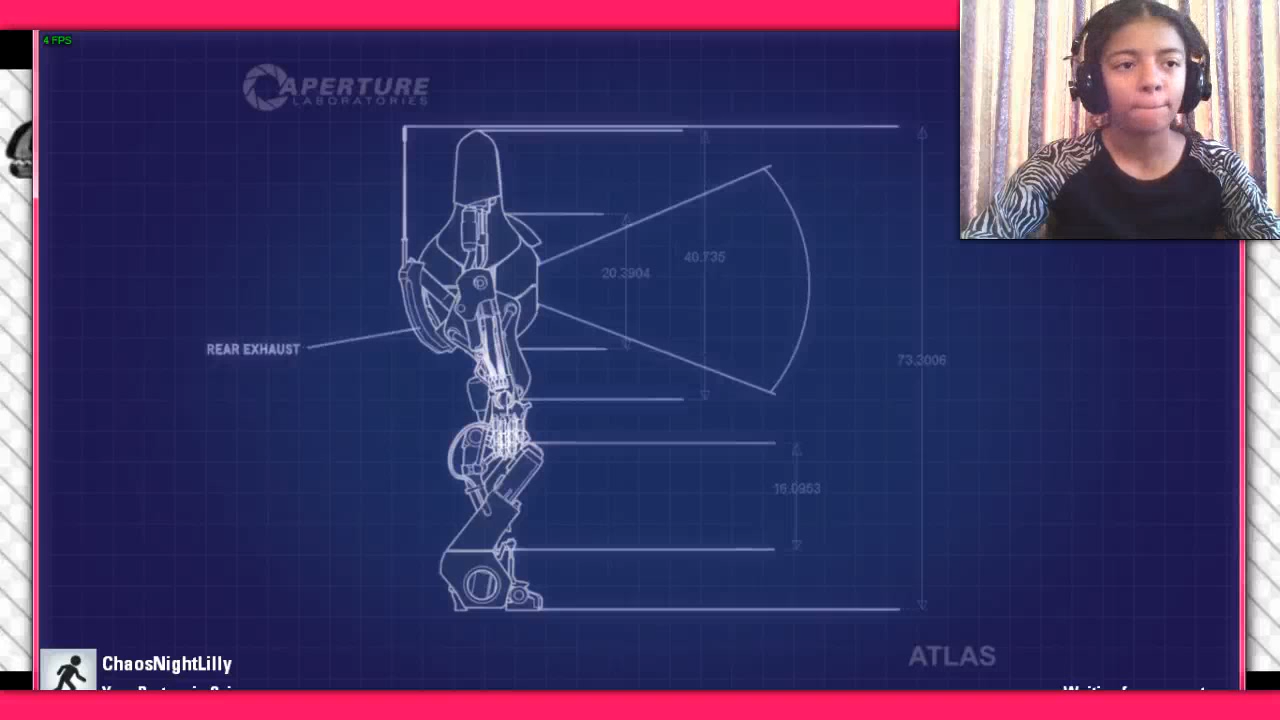 4 FPS
APERTURE
LABORATORIES
20.3904
40.735
REAR EXHAUST
73.2006
16.0953
ATLAS
ChaosNightLilly